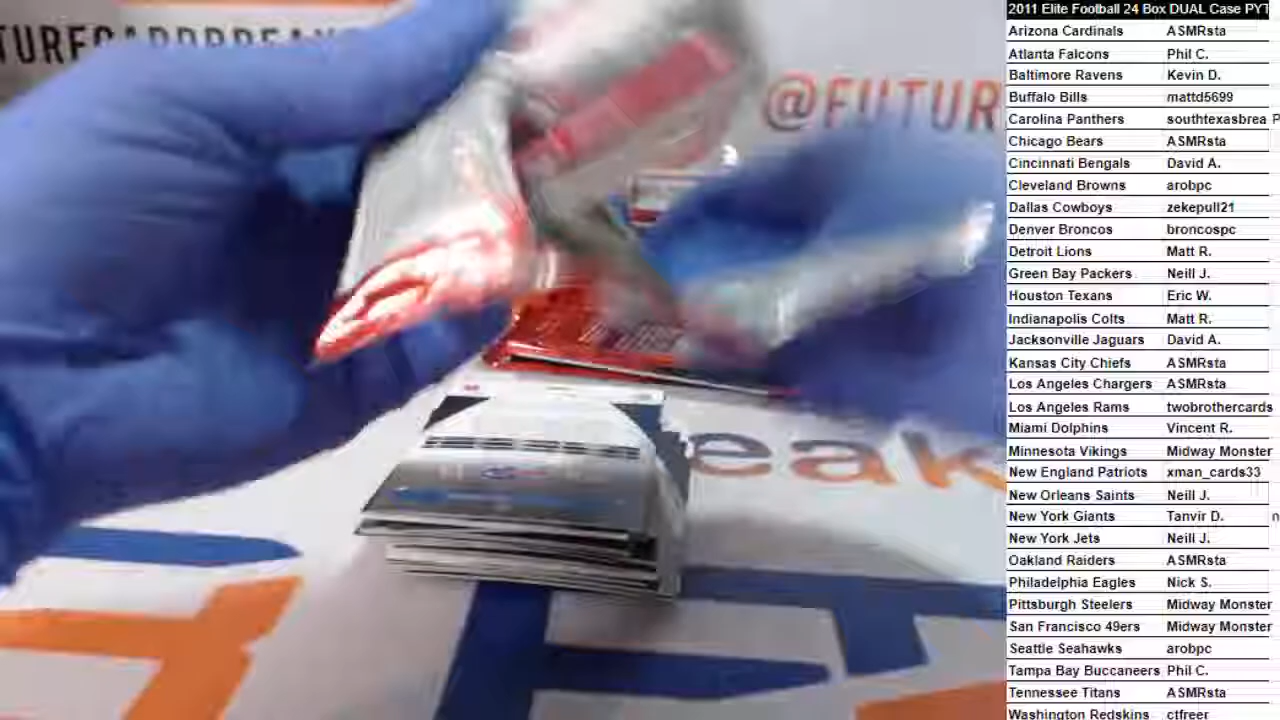 TURECARDBREAK
@FUTUR
eak
2011 Elite Football 24 Box DUAL Case PYT
Arizona Cardinals ASMRsta
Atlanta Falcons Phil C.
Baltimore Ravens Kevin D.
Buffalo Bills mattd5699
Carolina Panthers southtexasbrea P
Chicago Bears ASMRsta
Cincinnati Bengals David A.
Cleveland Browns arobpc
Dallas Cowboys zekepull21
Denver Broncos broncospc
Detroit Lions Matt R.
Green Bay Packers Neill J.
Houston Texans Eric W.
Indianapolis Colts Matt R.
Jacksonville Jaguars David A.
Kansas City Chiefs ASMRsta
Los Angeles Chargers ASMRsta
Los Angeles Rams twobrothercards
Miami Dolphins Vincent R.
Minnesota Vikings Midway Monster
New England Patriots xman_cards33
New Orleans Saints Neill J.
New York Giants Tanvir D. n
New York Jets Neill J.
Oakland Raiders ASMRsta
Philadelphia Eagles Nick S.
Pittsburgh Steelers Midway Monster
San Francisco 49ers Midway Monster
Seattle Seahawks arobpc
Tampa Bay Buccaneers Phil C.
Tennessee Titans ASMRsta
Washington Redskins ctfreer